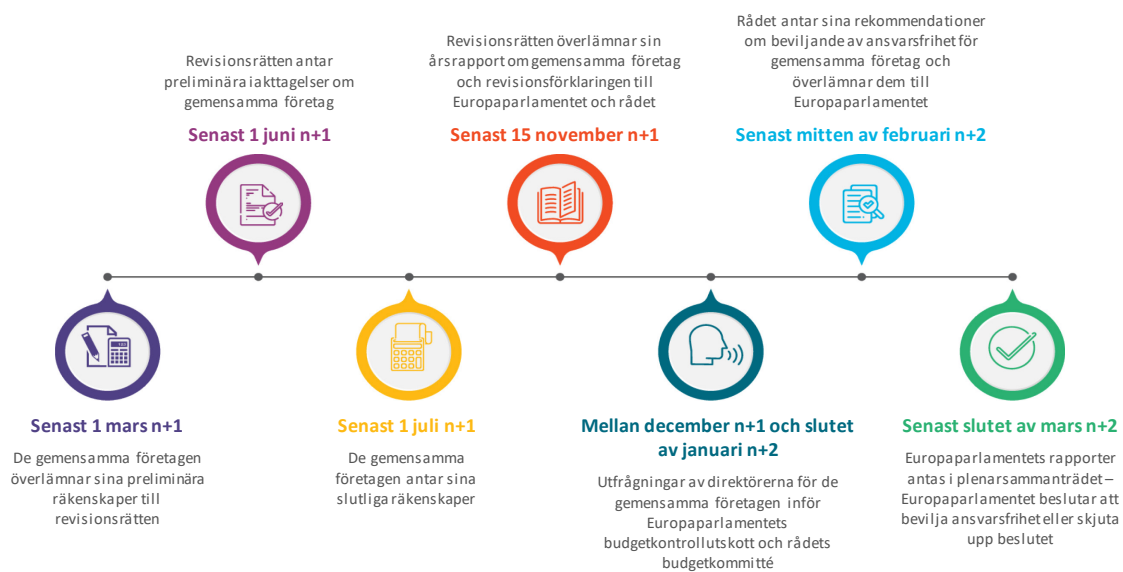 De gemensamma företagen
överlämnar sina preliminära
räkenskaper till
revisionsrätten
Senast 1 mars n+1
Revisionsrätten antar
preliminära iakttagelser om
gemensamma företag
Senast 1 juni n+1
Senast 1 juli n+1
De gemensamma
företagen antar sina
slutliga räkenskaper
Revisionsrätten överlämnar sin
årsrapport om gemensamma företag
och revisionsförklaringen till
Europaparlamentet och rådet
Senast 15 november n+1
Mellan december n+1 och slutet
av januari n+2
Utfrågningar av direktörerna för de
gemensamma företagen inför
Europaparlamentets
budgetkontrollutskott och rådets
budgetkommitté
Rådet antar sina rekommendationer
om beviljande av ansvarsfrihet för
gemensamma företag och
överlämnar dem till
Europaparlamentet
Senast mitten av februari n+2
Senast slutet av mars n+2
Europaparlamentets rapporter
antas i plenarsammanträdet –
Europaparlamentet beslutar att
bevilja ansvarsfrihet eller skjuta
upp beslutet